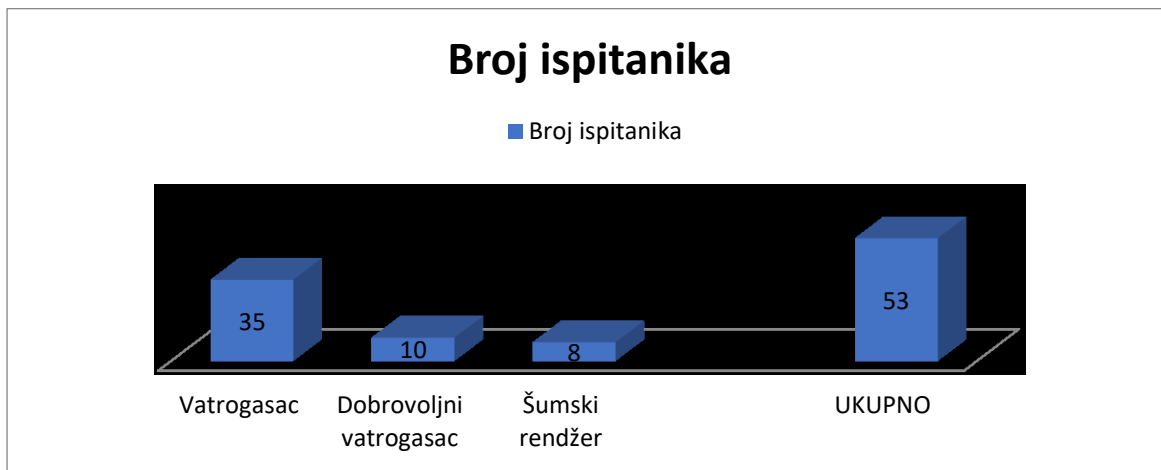 Broj ispitanika
Broj ispitanika
35
10
8
53
Vatrogasac
Dobrovoljni
vatrogasac
Šumski
rendžer
UKUPNO